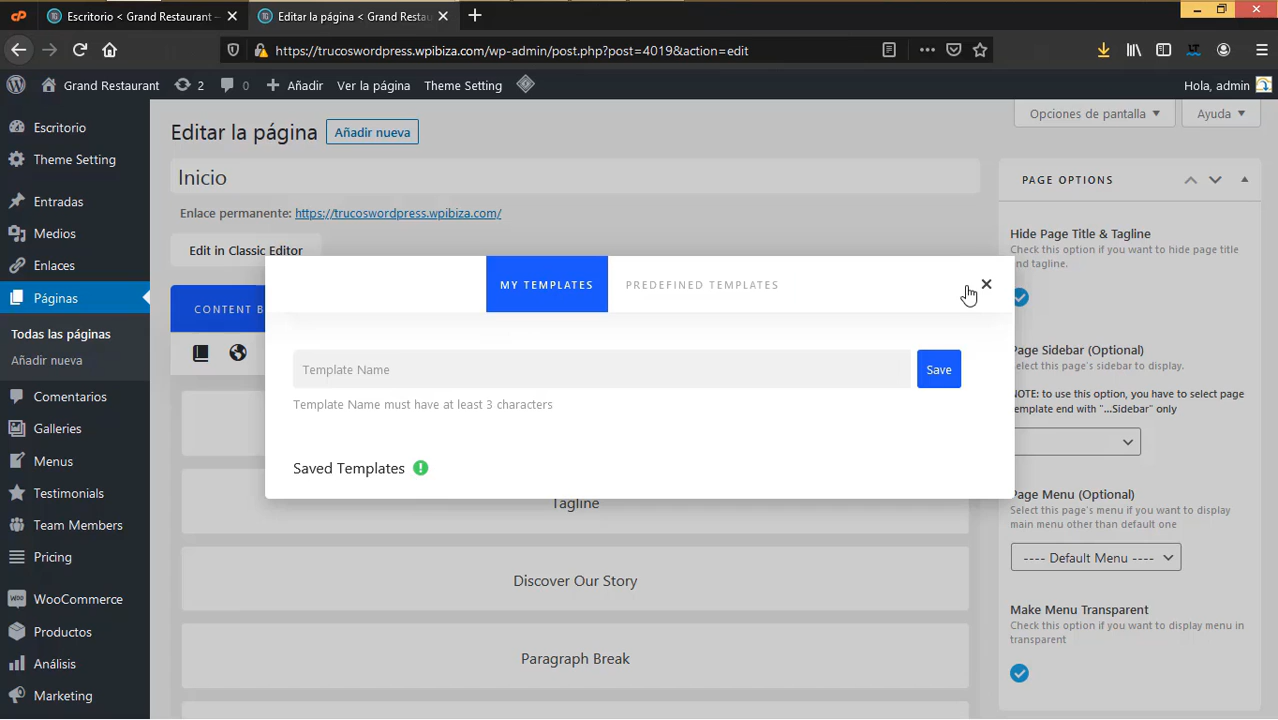 Escritorio < Grand Restaurant –
Editar la página < Grand Restau
https://trucoswordpress.wpibiza.com/wp-admin/post.php?post=4019&action=edit
Grand Restaurant
2
0
Añadir
Ver la página
Theme Setting
Hola, admin
Escritorio
Theme Setting
Entradas
Medios
Enlaces
Páginas
Todas las páginas
Añadir nueva
Comentarios
Galleries
Menus
Testimonials
Team Members
Pricing
WooCommerce
Productos
Análisis
Marketing
Opciones de pantalla
Ayuda
Editar la página
Añadir nueva
Inicio
Enlace permanente: https://trucoswordpress.wpibiza.com/
Edit in Classic Editor
CONTENT B
MY TEMPLATES
PREDEFINED TEMPLATES
Template Name
Save
Template Name must have at least 3 characters
Saved Templates
Tagline
Discover Our Story
Paragraph Break
PAGE OPTIONS
Hide Page Title & Tagline
Check this option if you want to hide page title
and tagline.
Page Sidebar (Optional)
Select this page's sidebar to display.
NOTE: to use this option, you have to select page
template end with "...Sidebar" only
Page Menu (Optional)
Select this page's menu if you want to display
main menu other than default one
---- Default Menu ----
Make Menu Transparent
Check this option if you want to display menu in
transparent